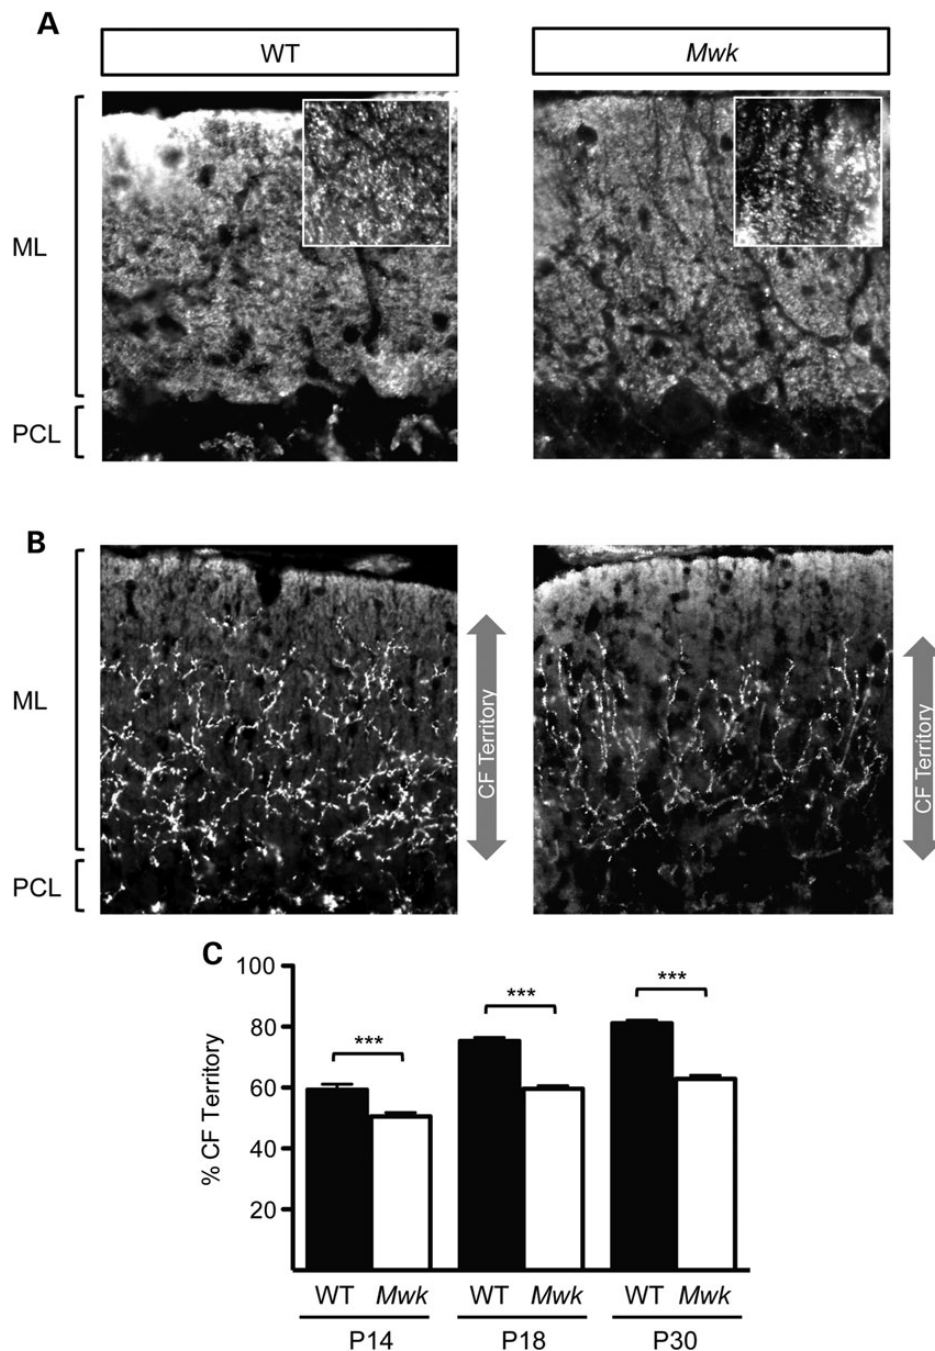 A
WT
Mwk
ML
PCL
B
ML
PCL
CF Territory
CF Territory
C
% CF Territory
100
80
60
40
20
***
***
***
WT Mwk WT Mwk WT Mwk
P14 P18 P30